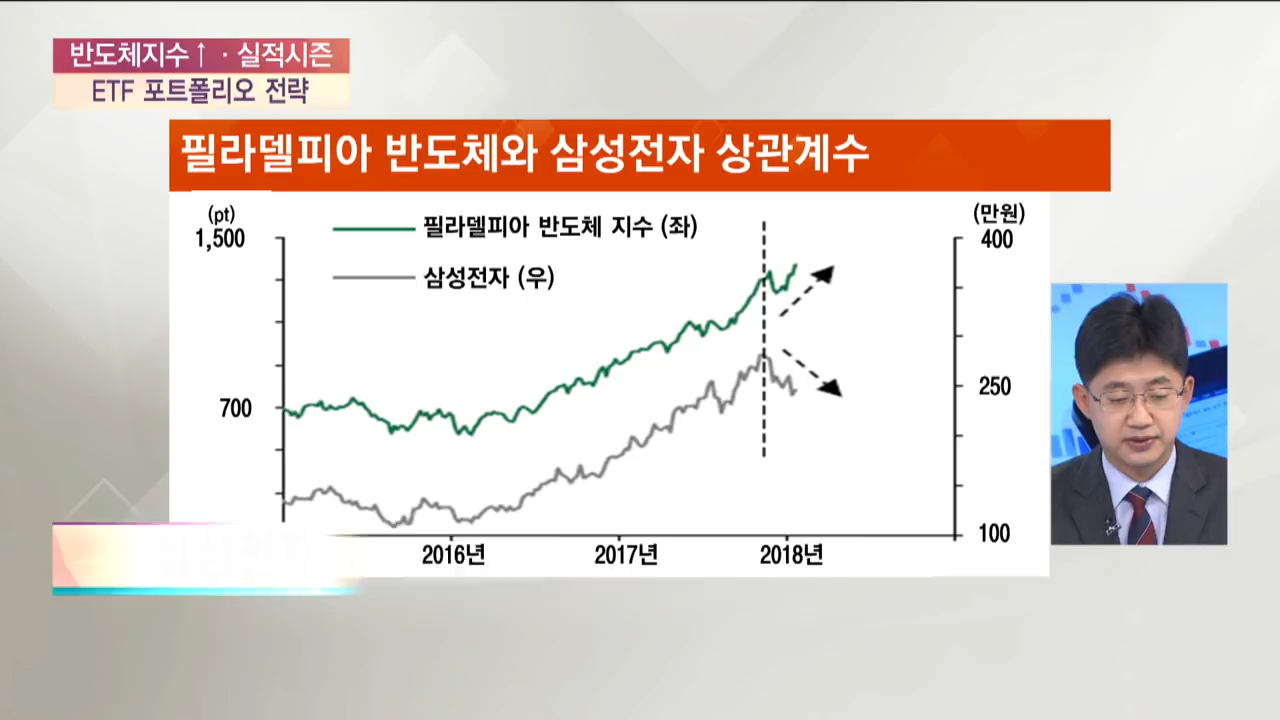 반도체지수↑ · 실적시즌
ETF 포트폴리오 전략
필라델피아 반도체와 삼성전자 상관계수
(pt)
1,500
700
필라델피아 반도체 지수 (좌)
삼성전자 (우)
(만원)
400
250
100
2016년
2017년
2018년